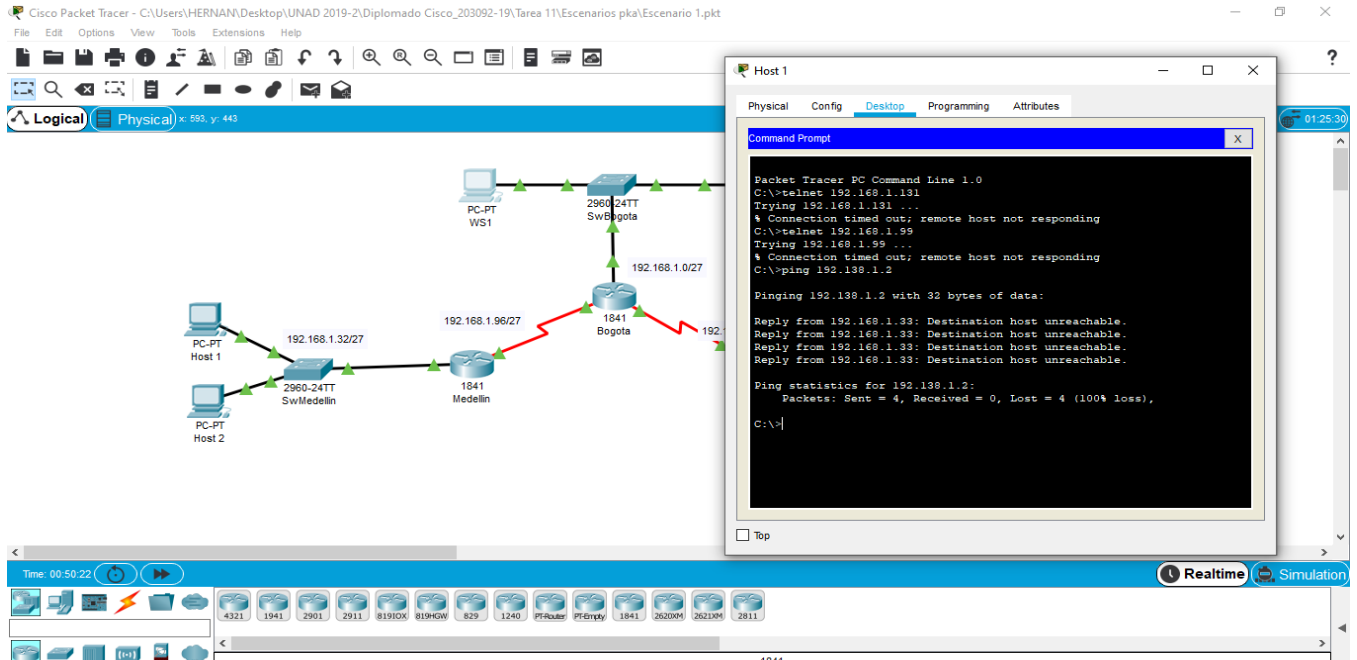 Cisco Packet Tracer - C:\Users\HERNAN\Desktop\UNAD 2019-2\Diplomado Cisco_203092-19\Tarea 11\Escenarios pka\Escenario 1.pkt
File Edit Options View Tools Extensions Help
?
Logical Physical x: 593, y: 443
01:25:30
PC-PT
WS1
2960-24TT
SwBogota
192.168.1.0/27
1841
Bogota
192.168.1.96/27
192.
PC-PT
Host 1
192.168.1.32/27
2960-24TT
SwMedellin
1841
Medellin
PC-PT
Host 2
Host 1
Physical Config Desktop Programming Attributes
Command Prompt
X
Packet Tracer PC Command Line 1.0
C:\>telnet 192.168.1.131
Trying 192.168.1.131 ...
% Connection timed out; remote host not responding
C:\>telnet 192.168.1.99
Trying 192.168.1.99 ...
% Connection timed out; remote host not responding
C:\>ping 192.138.1.2
Pinging 192.138.1.2 with 32 bytes of data:
Reply from 192.168.1.33: Destination host unreachable.
Reply from 192.168.1.33: Destination host unreachable.
Reply from 192.168.1.33: Destination host unreachable.
Reply from 192.168.1.33: Destination host unreachable.
Ping statistics for 192.138.1.2:
Packets: Sent = 4, Received = 0, Lost = 4 (100% loss),
C:\>
Top
Time: 00:50:22
Realtime Simulation
4321 1941 2901 2911 819IOX 819HGW 829 1240 PT-Router PT-Empty 1841 2620XM 2621XM 2811
1841